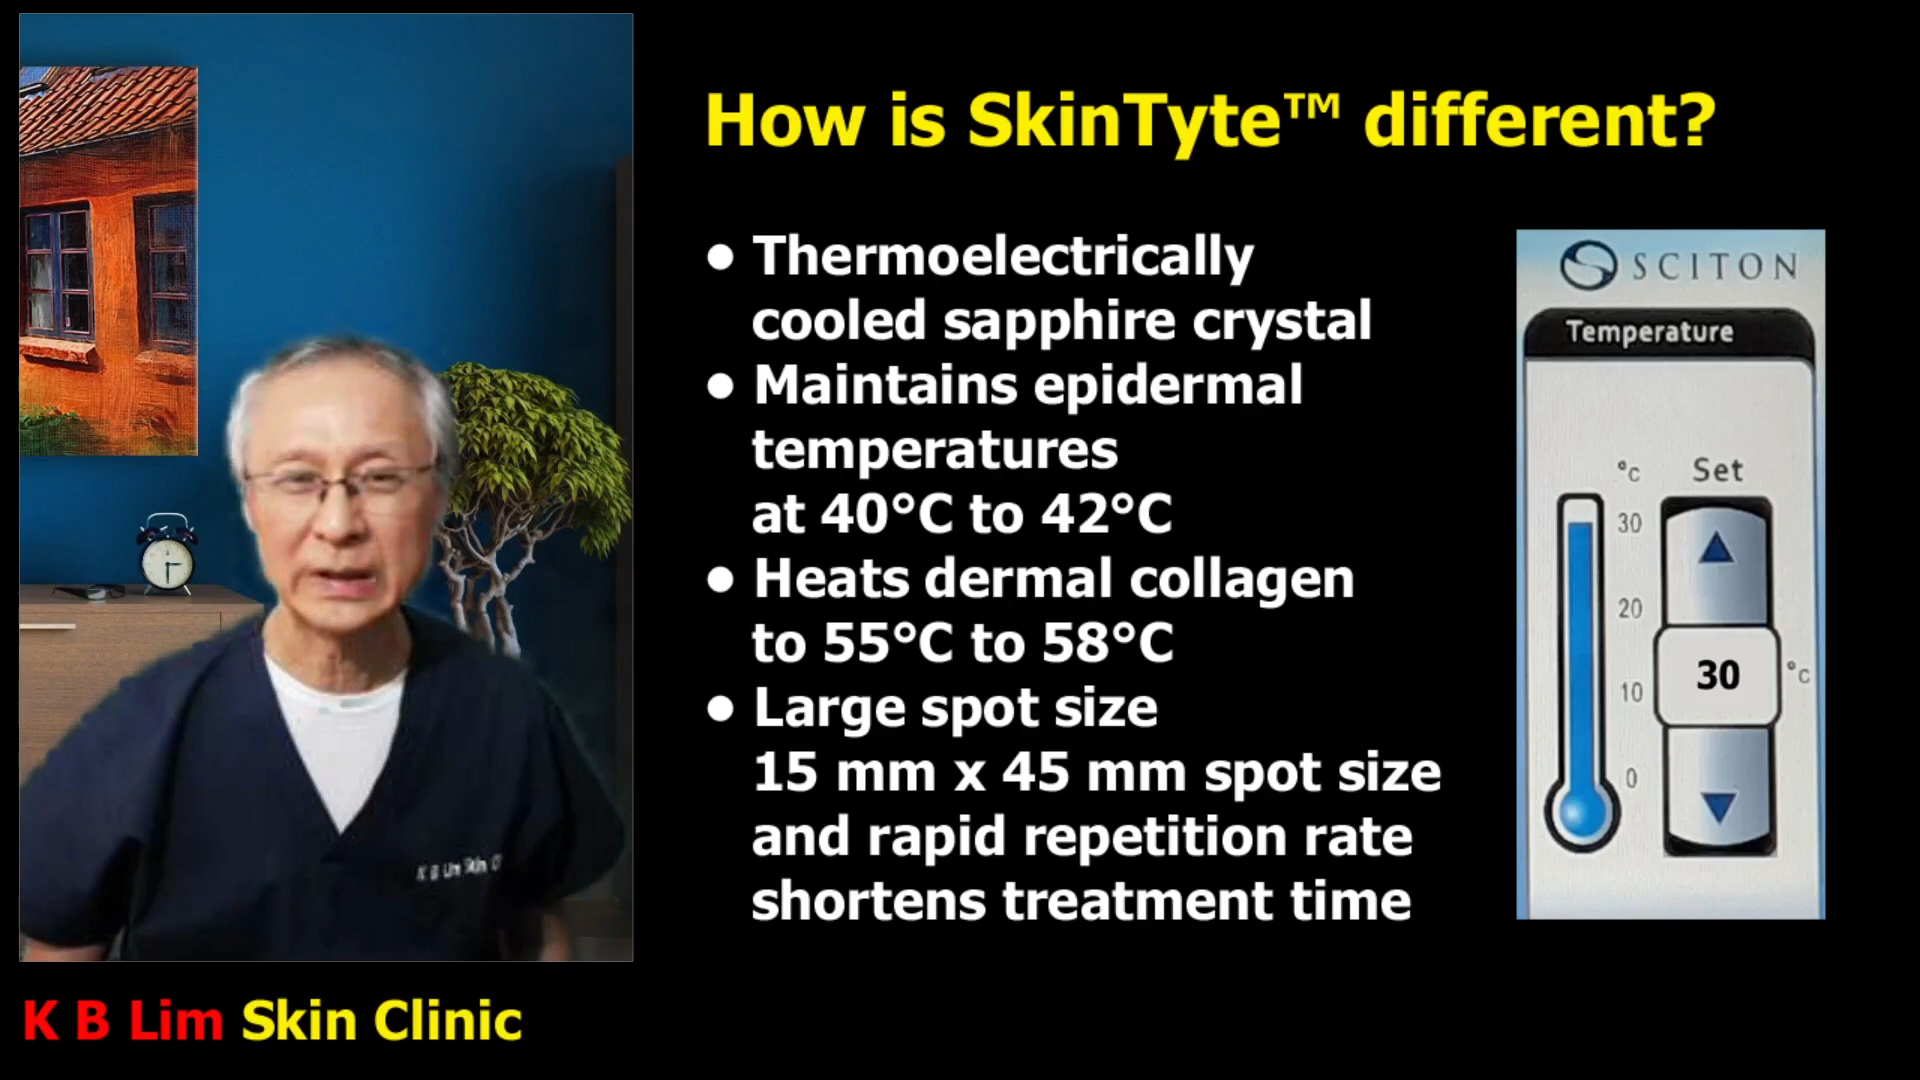 How is SkinTyte™ different?
• Thermoelectrically
cooled sapphire crystal
• Maintains epidermal
temperatures
at 40°C to 42°C
• Heats dermal collagen
to 55°C to 58°C
• Large spot size
15 mm x 45 mm spot size
and rapid repetition rate
shortens treatment time
SCITON
Temperature
°C Set
30
20
30 °C
10
0
K B Lim Skin
K B Lim Skin Clinic